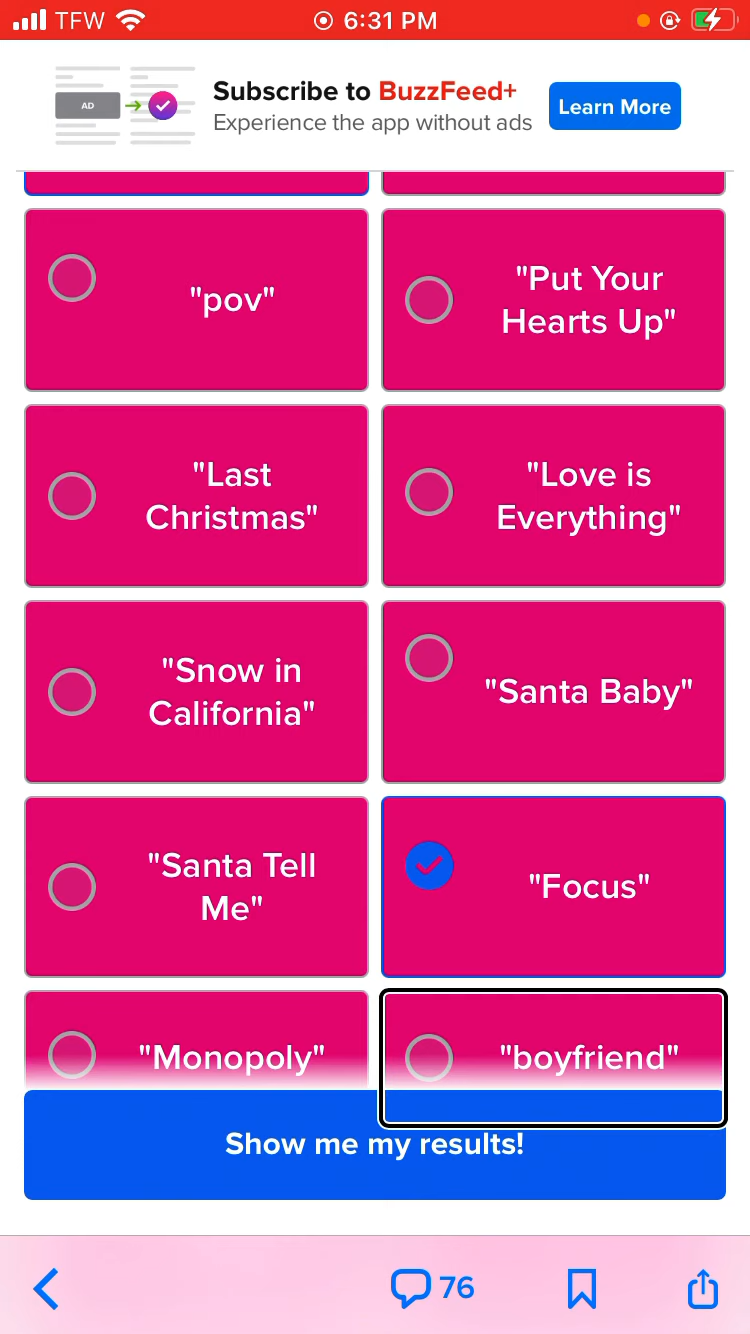 TFW 6:31 PM
AD
Subscribe to BuzzFeed+
Experience the app without ads
Learn More
"pov"
"Put Your
Hearts Up"
"Last
Christmas"
"Love is
Everything"
"Snow in
California"
"Santa Baby"
"Santa Tell
Me"
"Focus"
"Monopoly"
"boyfriend"
Show me my results!
76